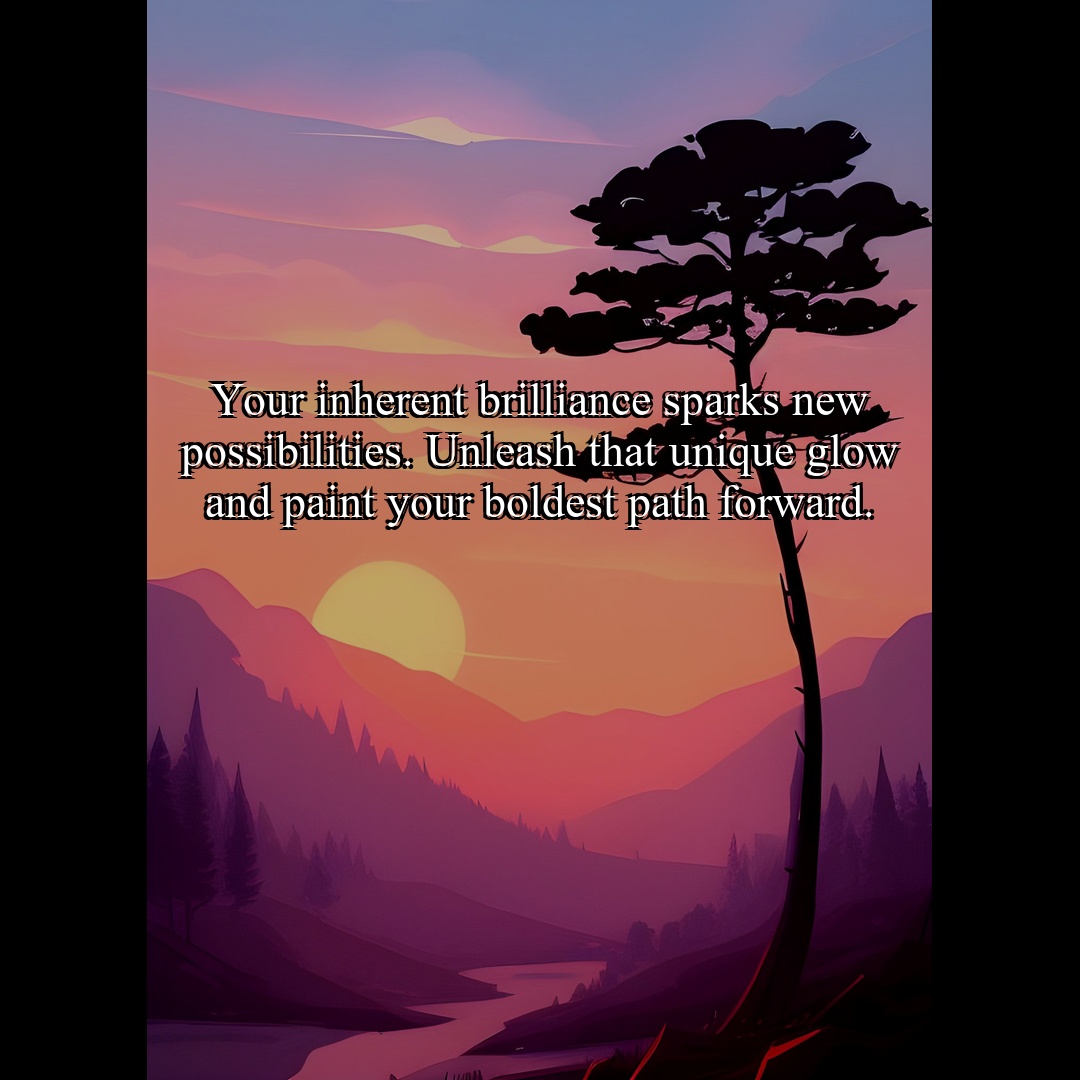 Your inherent brilliance sparks new
possibilities. Unleash that unique glow
and paint your boldest path forward.